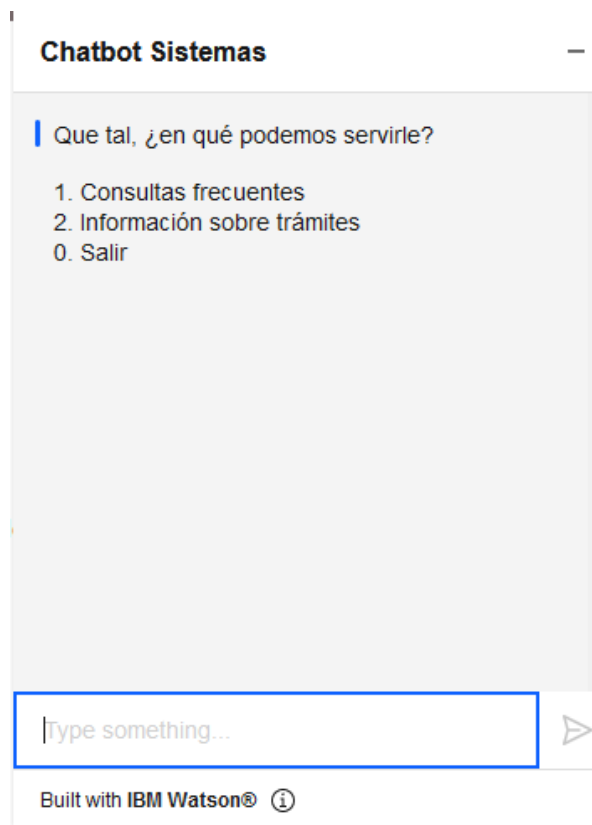 Chatbot Sistemas
Que tal, ¿en qué podemos servirle?
1. Consultas frecuentes
2. Información sobre trámites
0. Salir
Type something...
Built with IBM Watson®